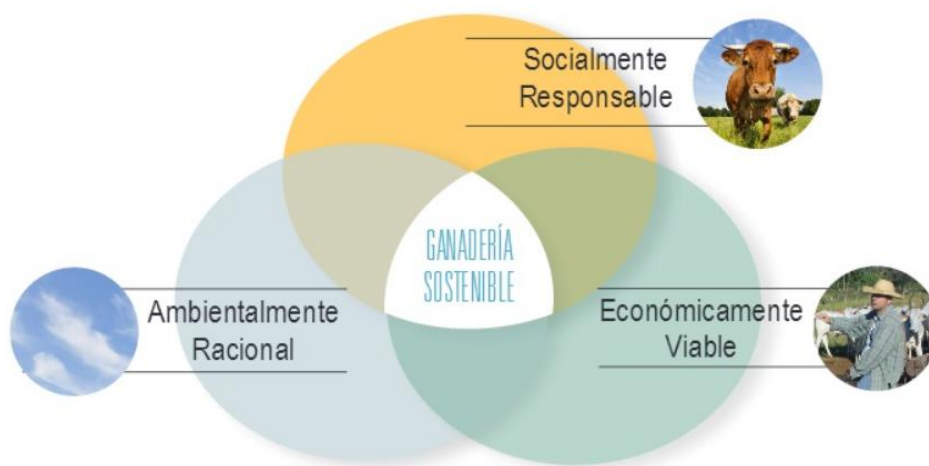 Socialmente
Responsable
GANADERÍA
SOSTENIBLE
Ambientalmente
Racional
Económicamente
Viable